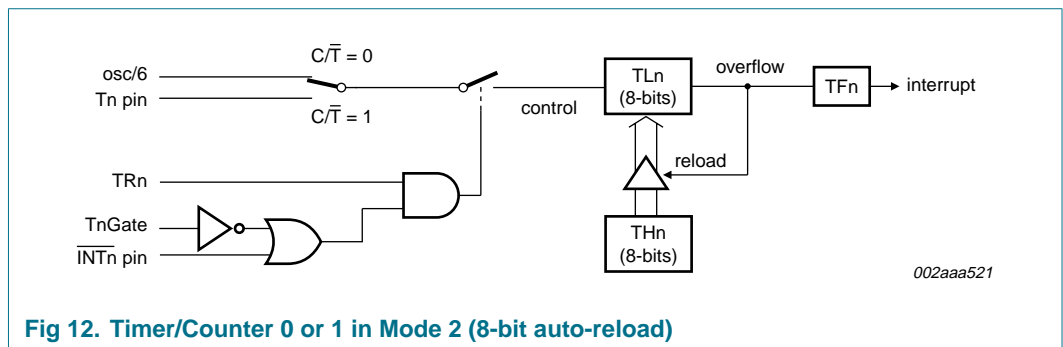 C/T̅ = 0
osc/6
Tn pin
C/T̅ = 1
control
TLn
(8-bits)
overflow
TFn
interrupt
reload
TRn
TnGate
I̅N̅T̅n̅ pin
THn
(8-bits)
002aaa521
Fig 12. Timer/Counter 0 or 1 in Mode 2 (8-bit auto-reload)